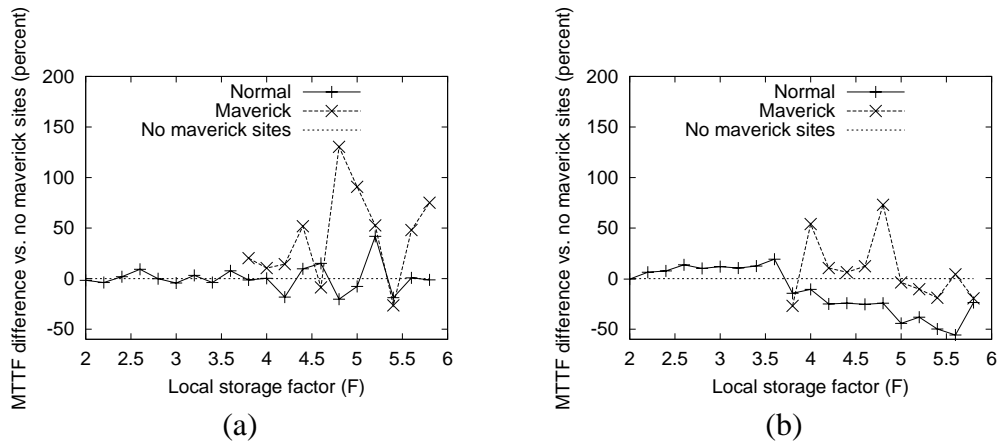 MTTF difference vs. no maverick sites (percent)
200
150
100
50
0
-50
Normal
Maverick
No maverick sites
2 2.5 3 3.5 4 4.5 5 5.5 6
Local storage factor (F)
(a)
MTTF difference vs. no maverick sites (percent)
200
150
100
50
0
-50
Normal
Maverick
No maverick sites
2 2.5 3 3.5 4 4.5 5 5.5 6
Local storage factor (F)
(b)